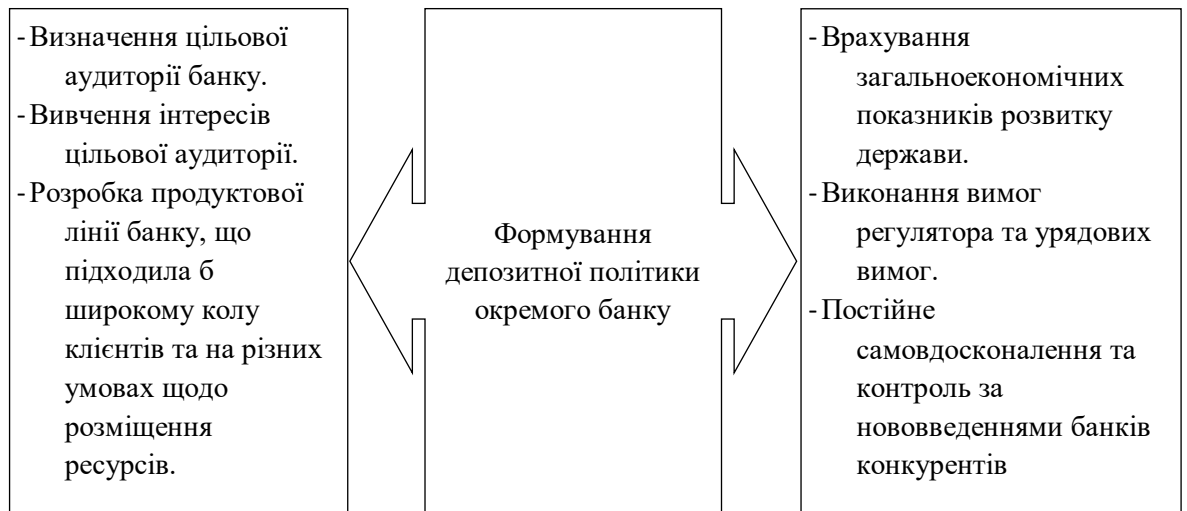 - Визначення цільової
аудиторії банку.
- Вивчення інтересів
цільової аудиторії.
- Розробка продуктової
лінії банку, що
підходила б
широкому колу
клієнтів та на різних
умовах щодо
розміщення
ресурсів.
Формування
депозитної політики
окремого банку
- Врахування
загальноекономічних
показників розвитку
держави.
- Виконання вимог
регулятора та урядових
вимог.
- Постійне
самовдосконалення та
контроль за
нововведеннями банків
конкурентів